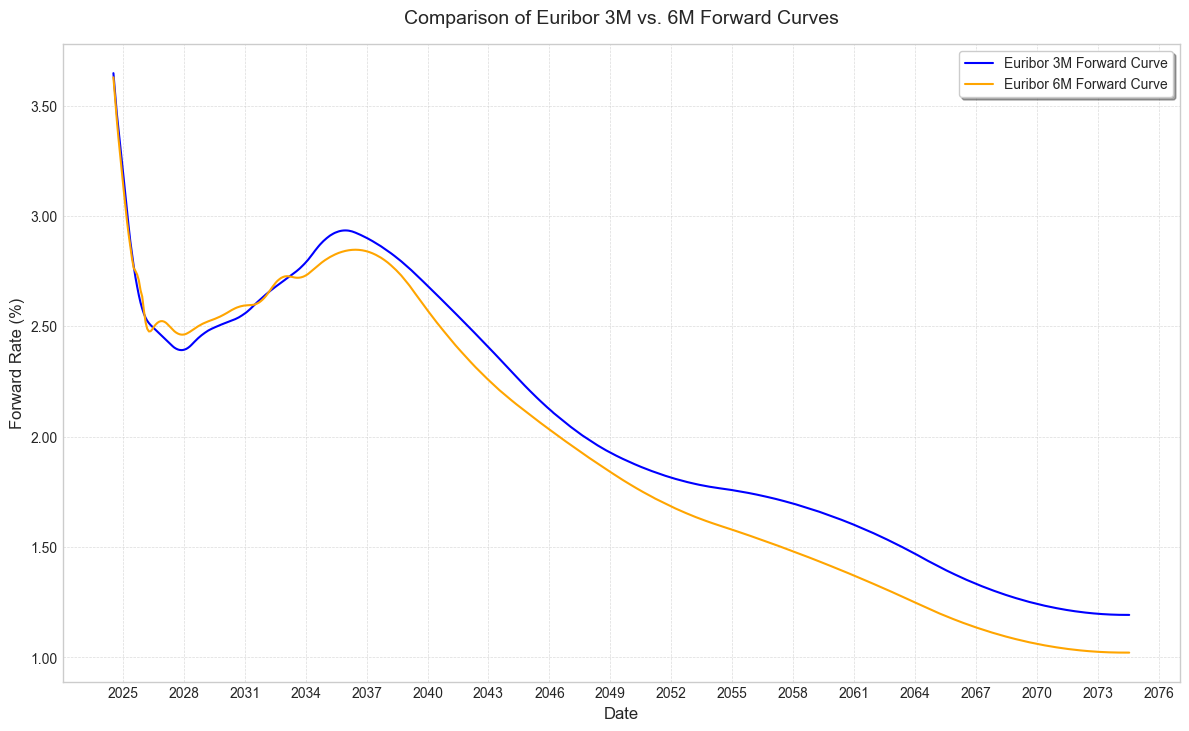 Comparison of Euribor 3M vs. 6M Forward Curves
Euribor 3M Forward Curve
Euribor 6M Forward Curve
Forward Rate (%)
3.50
3.00
2.50
2.00
1.50
1.00
2025 2028 2031 2034 2037 2040 2043 2046 2049 2052 2055 2058 2061 2064 2067 2070 2073 2076
Date